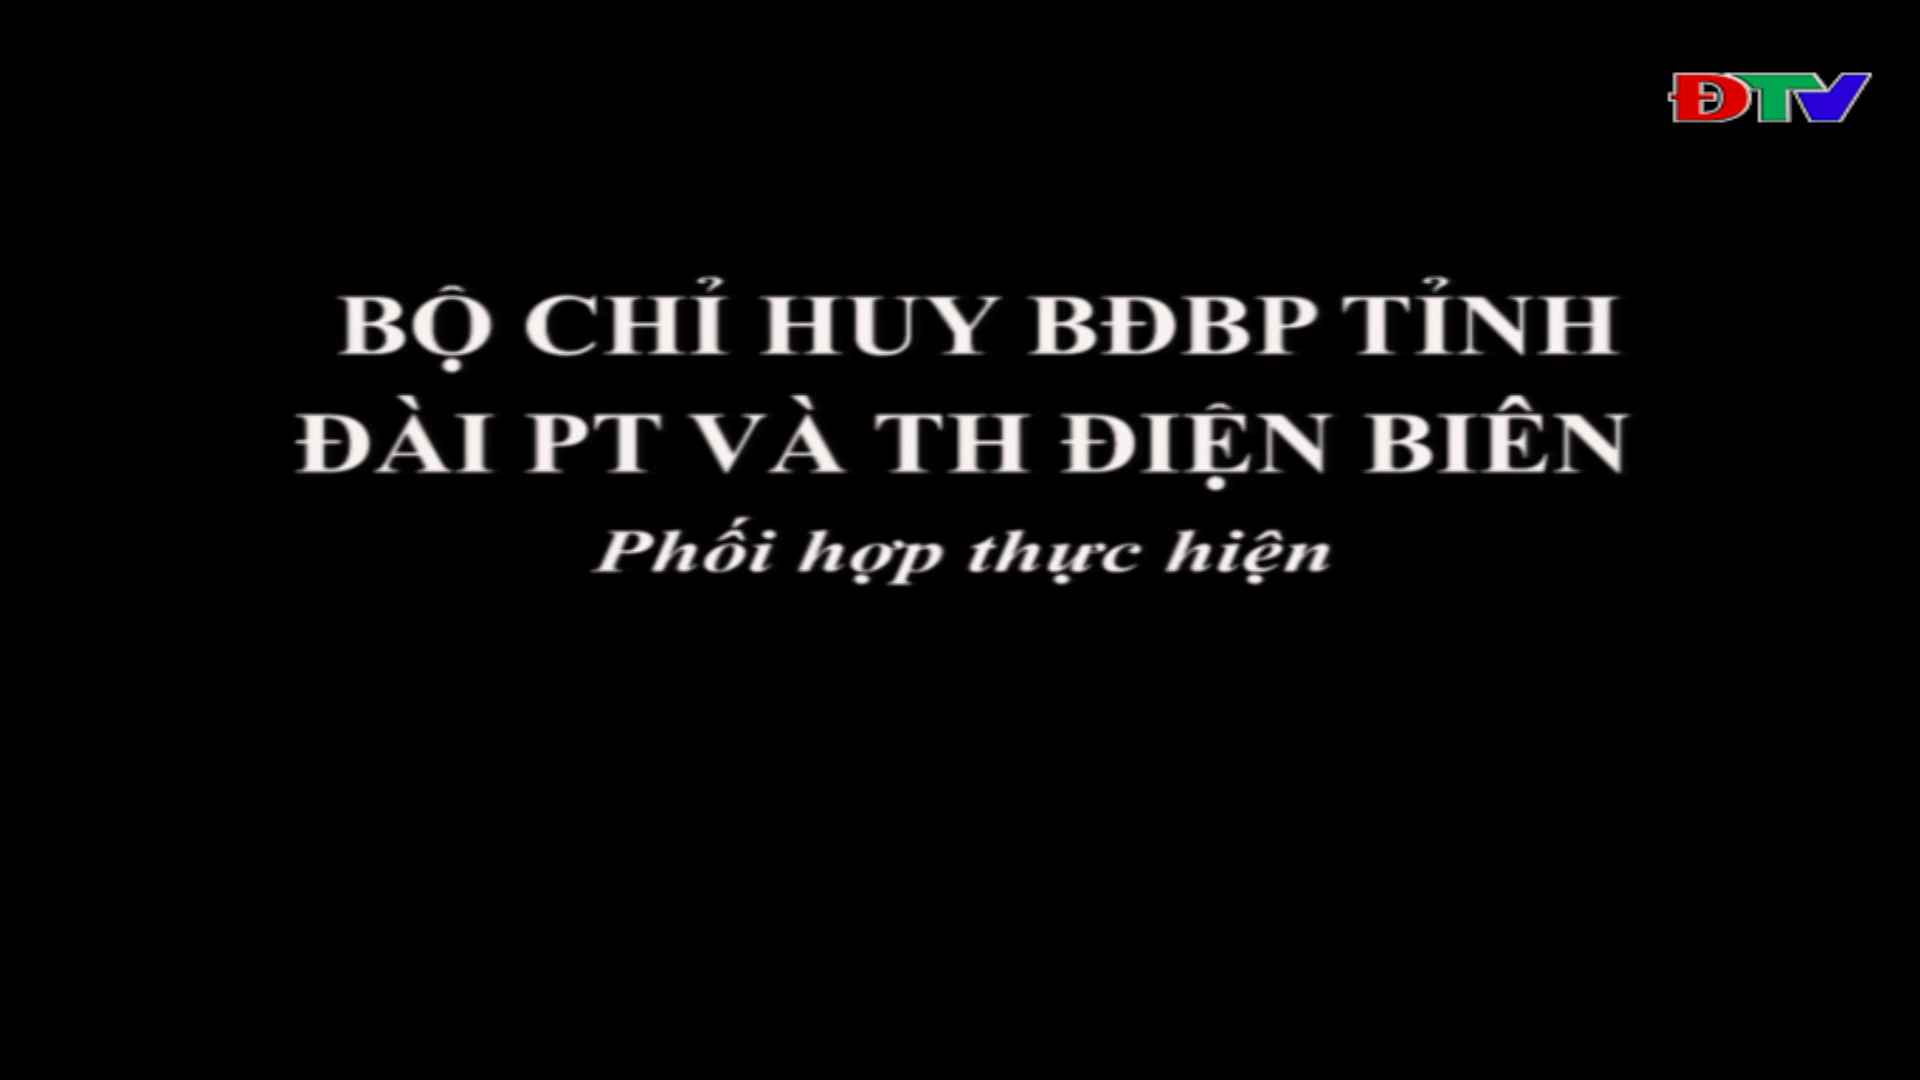 ĐTV
BỘ CHỈ HUY BĐBP TỈNH
ĐÀI PT VÀ TH ĐIỆN BIÊN
Phối hợp thực hiện